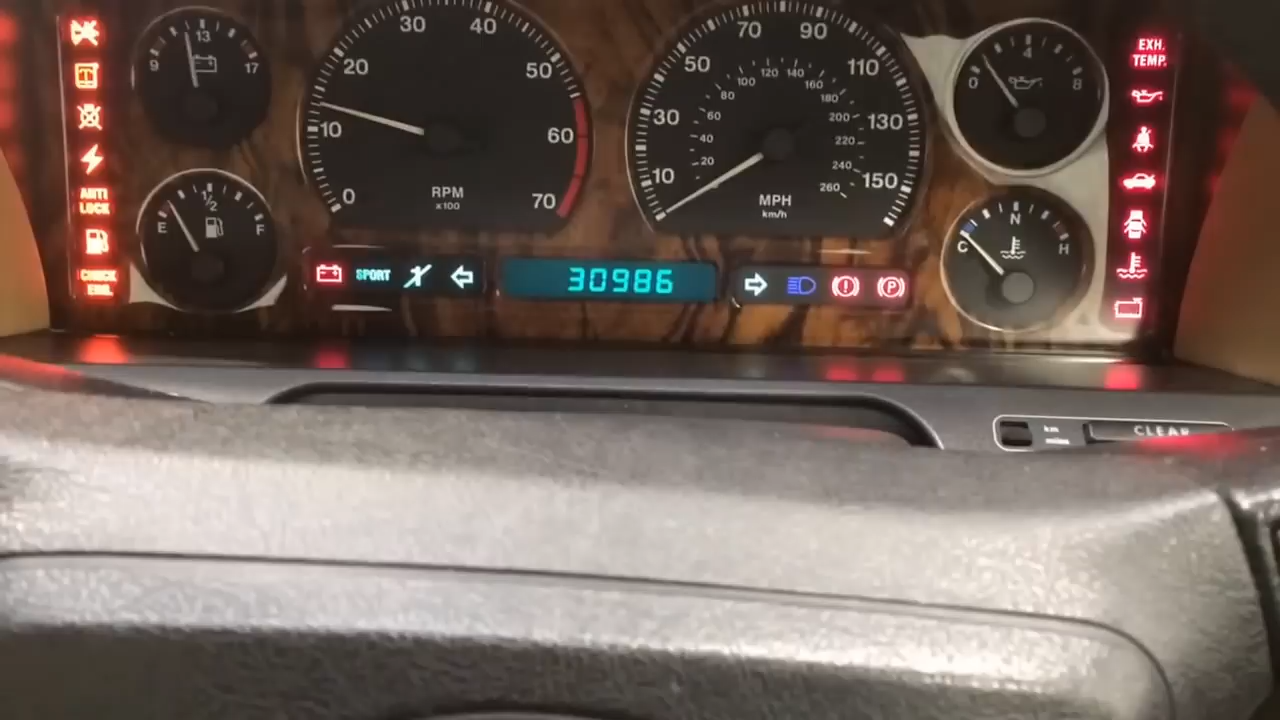 9 13 17
E 1/2 F
0 10 20 30 40 50 60 70
RPM
x100
10 30 50 70 90 110 130 150
20 40 60 80 100 120 140 160 180 200 220 240 260
MPH
km/h
0 4 8
C N H
ANTI
LOCK
CHECK
ENG.
SPORT
30986
P
EXH.
TEMP.
km
miles
CLEAR